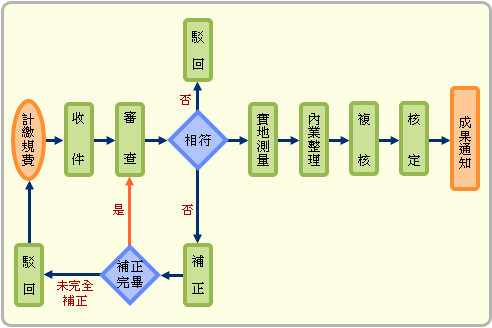 駁回
否
計繳規費
收件
審查
相符
實地測量
內業整理
複核
核定
成果通知
是
否
駁回
未完全
補正
補正
完畢
補正